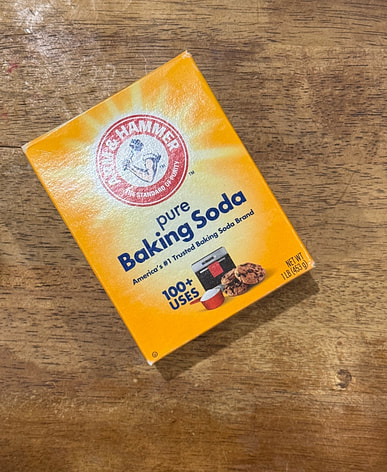 ARM & HAMMER
THE STANDARD OF PURITY
™
pure
Baking Soda
America's #1 Trusted Baking Soda Brand
100+
USES
NET WT
1 LB (453 g)